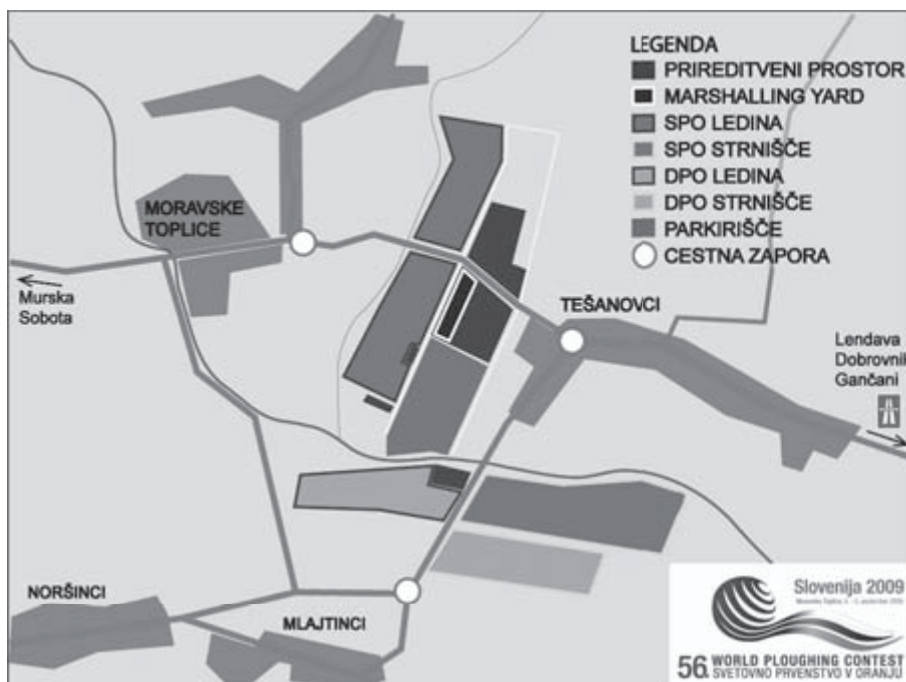 LEGENDA
PRIREDITVENI PROSTOR
MARSHALLING YARD
SPO LEDINA
SPO STRNIŠČE
DPO LEDINA
DPO STRNIŠČE
PARKIRIŠČE
CESTNA ZAPORA
MORAVSKE
TOPLICE
Murska
Sobota
TEŠANOVCI
Lendava
Dobrovnik
Gančani
NORŠINCI
MLAJTINCI
Slovenija 2009
56. WORLD PLOUGHING CONTEST
SVETOVNO PRVENSTVO V ORANJU